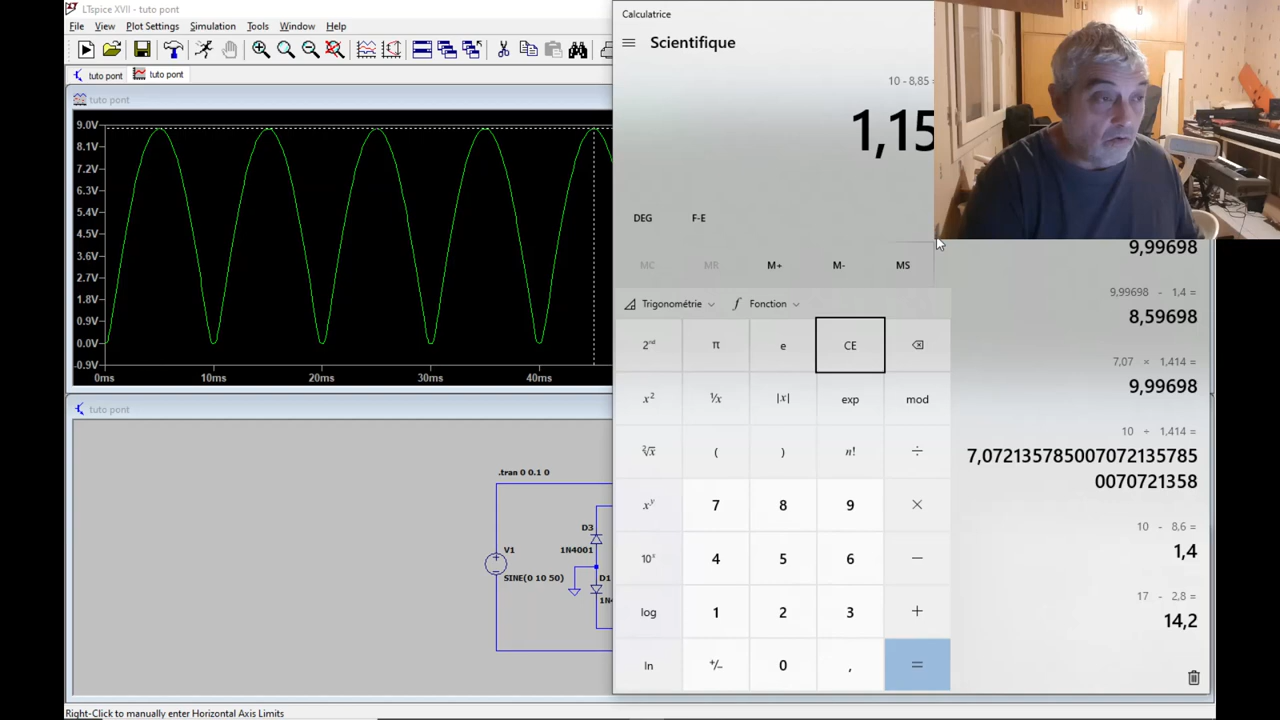 LTspice XVII - tuto pont
File View Plot Settings Simulation Tools Window Help
tuto pont tuto pont
tuto pont
9.0V
8.1V
7.2V
6.3V
5.4V
4.5V
3.6V
2.7V
1.8V
0.9V
0.0V
-0.9V
0ms 10ms 20ms 30ms 40ms
tuto pont
.tran 0 0.1 0
D3
1N4001
V1
SINE(0 10 50)
D1
Right-Click to manually enter Horizontal Axis Limits
Calculatrice
Scientifique
10 - 8,85 =
1,15
DEG F-E
MC MR M+ M- MS
Trigonométrie f Fonction
2nd π e CE
x² ¹/x |x| exp mod
²√x ( ) n! ÷
xʸ 7 8 9 ×
10ˣ 4 5 6 −
log 1 2 3 +
ln +/− 0 , =
9,99698
9,99698 - 1,4 =
8,59698
7,07 × 1,414 =
9,99698
10 ÷ 1,414 =
7,072135785007072135785
0070721358
10 - 8,6 =
1,4
17 - 2,8 =
14,2